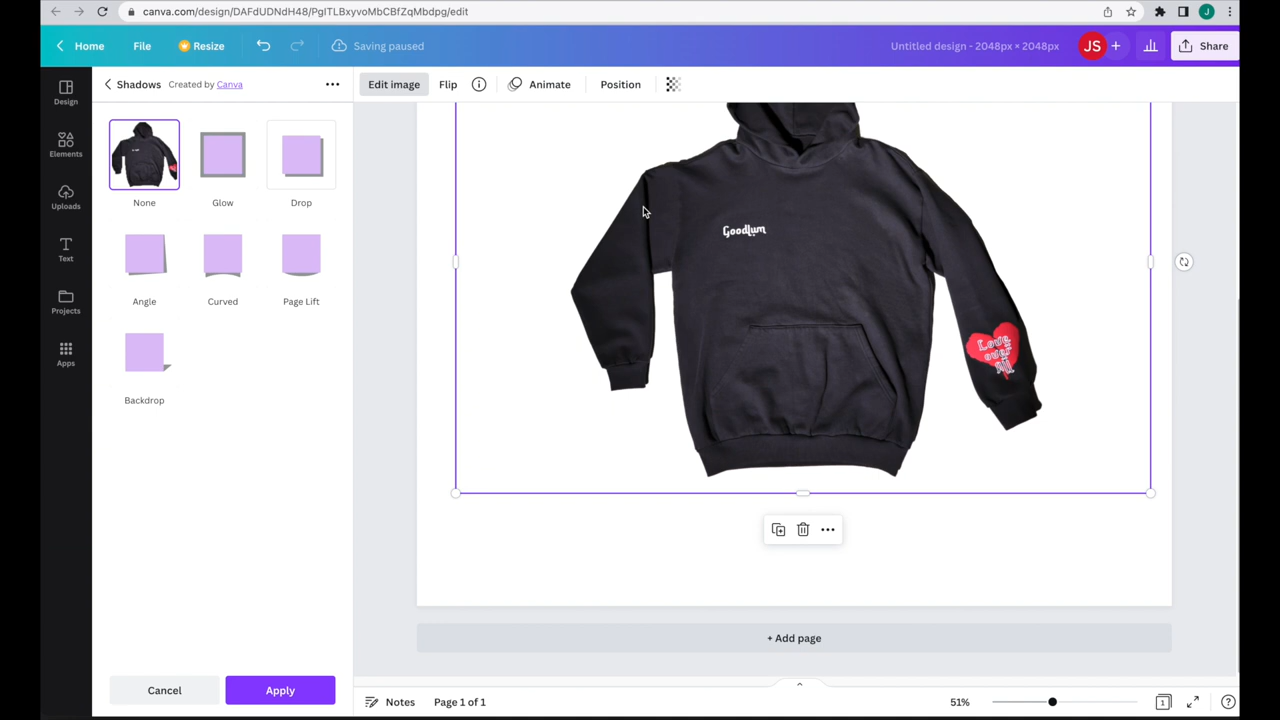 canva.com/design/DAFdUDNdH48/PgITLBxyvoMbCBfZqMbdpg/edit
J
Home File Resize Saving paused Untitled design - 2048px × 2048px JS + Share
Shadows Created by Canva Edit image Flip Animate Position
Design
Elements
Uploads
Text
Projects
Apps
None Glow Drop
Angle Curved Page Lift
Backdrop
Goodlum
Love
over
All
+ Add page
Cancel Apply
Notes Page 1 of 1 51% 1 ?